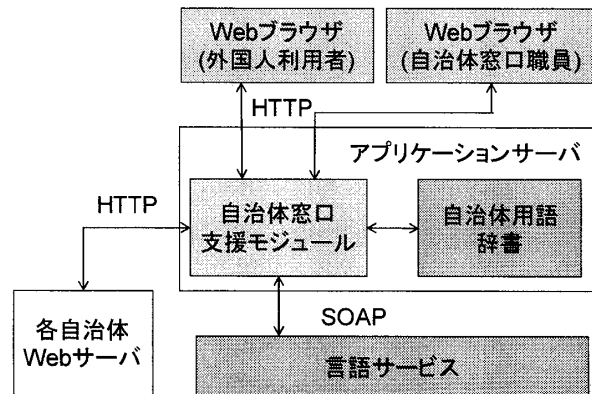 Webブラウザ
(外国人利用者)
Webブラウザ
(自治体窓口職員)
HTTP
アプリケーションサーバ
HTTP
自治体窓口
支援モジュール
自治体用語
辞書
各自治体
Webサーバ
SOAP
言語サービス